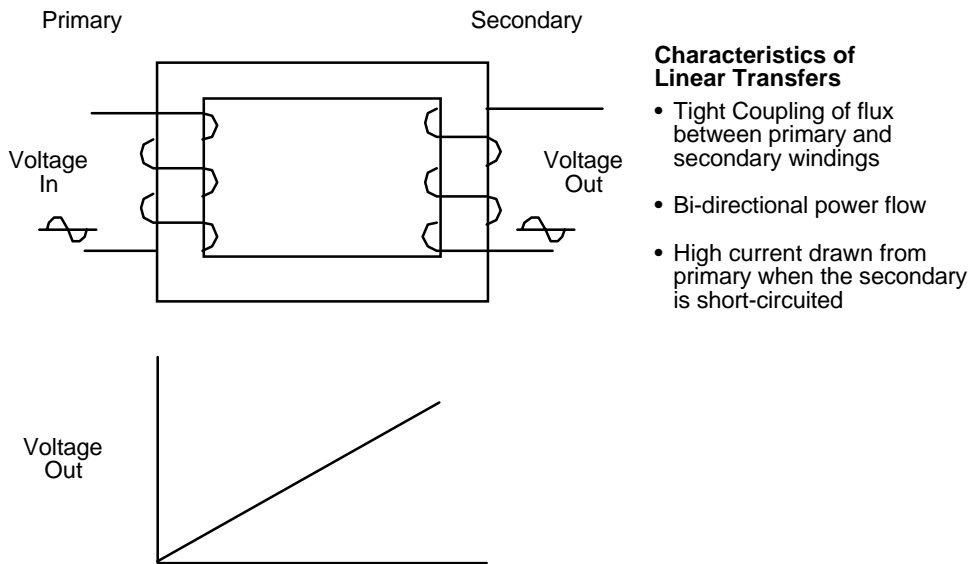 Primary
Secondary
Voltage
In
Voltage
Out
Characteristics of
Linear Transfers
• Tight Coupling of flux
between primary and
secondary windings
• Bi-directional power flow
• High current drawn from
primary when the secondary
is short-circuited
Voltage
Out